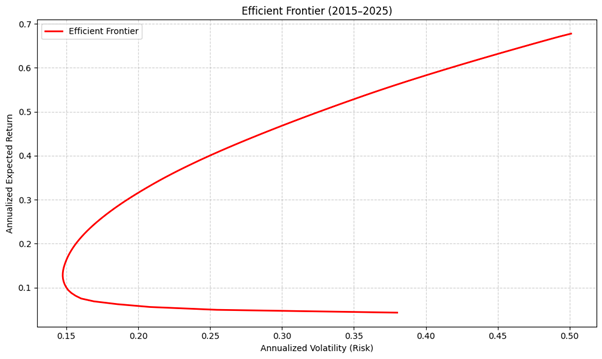 Efficient Frontier (2015–2025)
Efficient Frontier
Annualized Expected Return
0.7
0.6
0.5
0.4
0.3
0.2
0.1
0.15 0.20 0.25 0.30 0.35 0.40 0.45 0.50
Annualized Volatility (Risk)